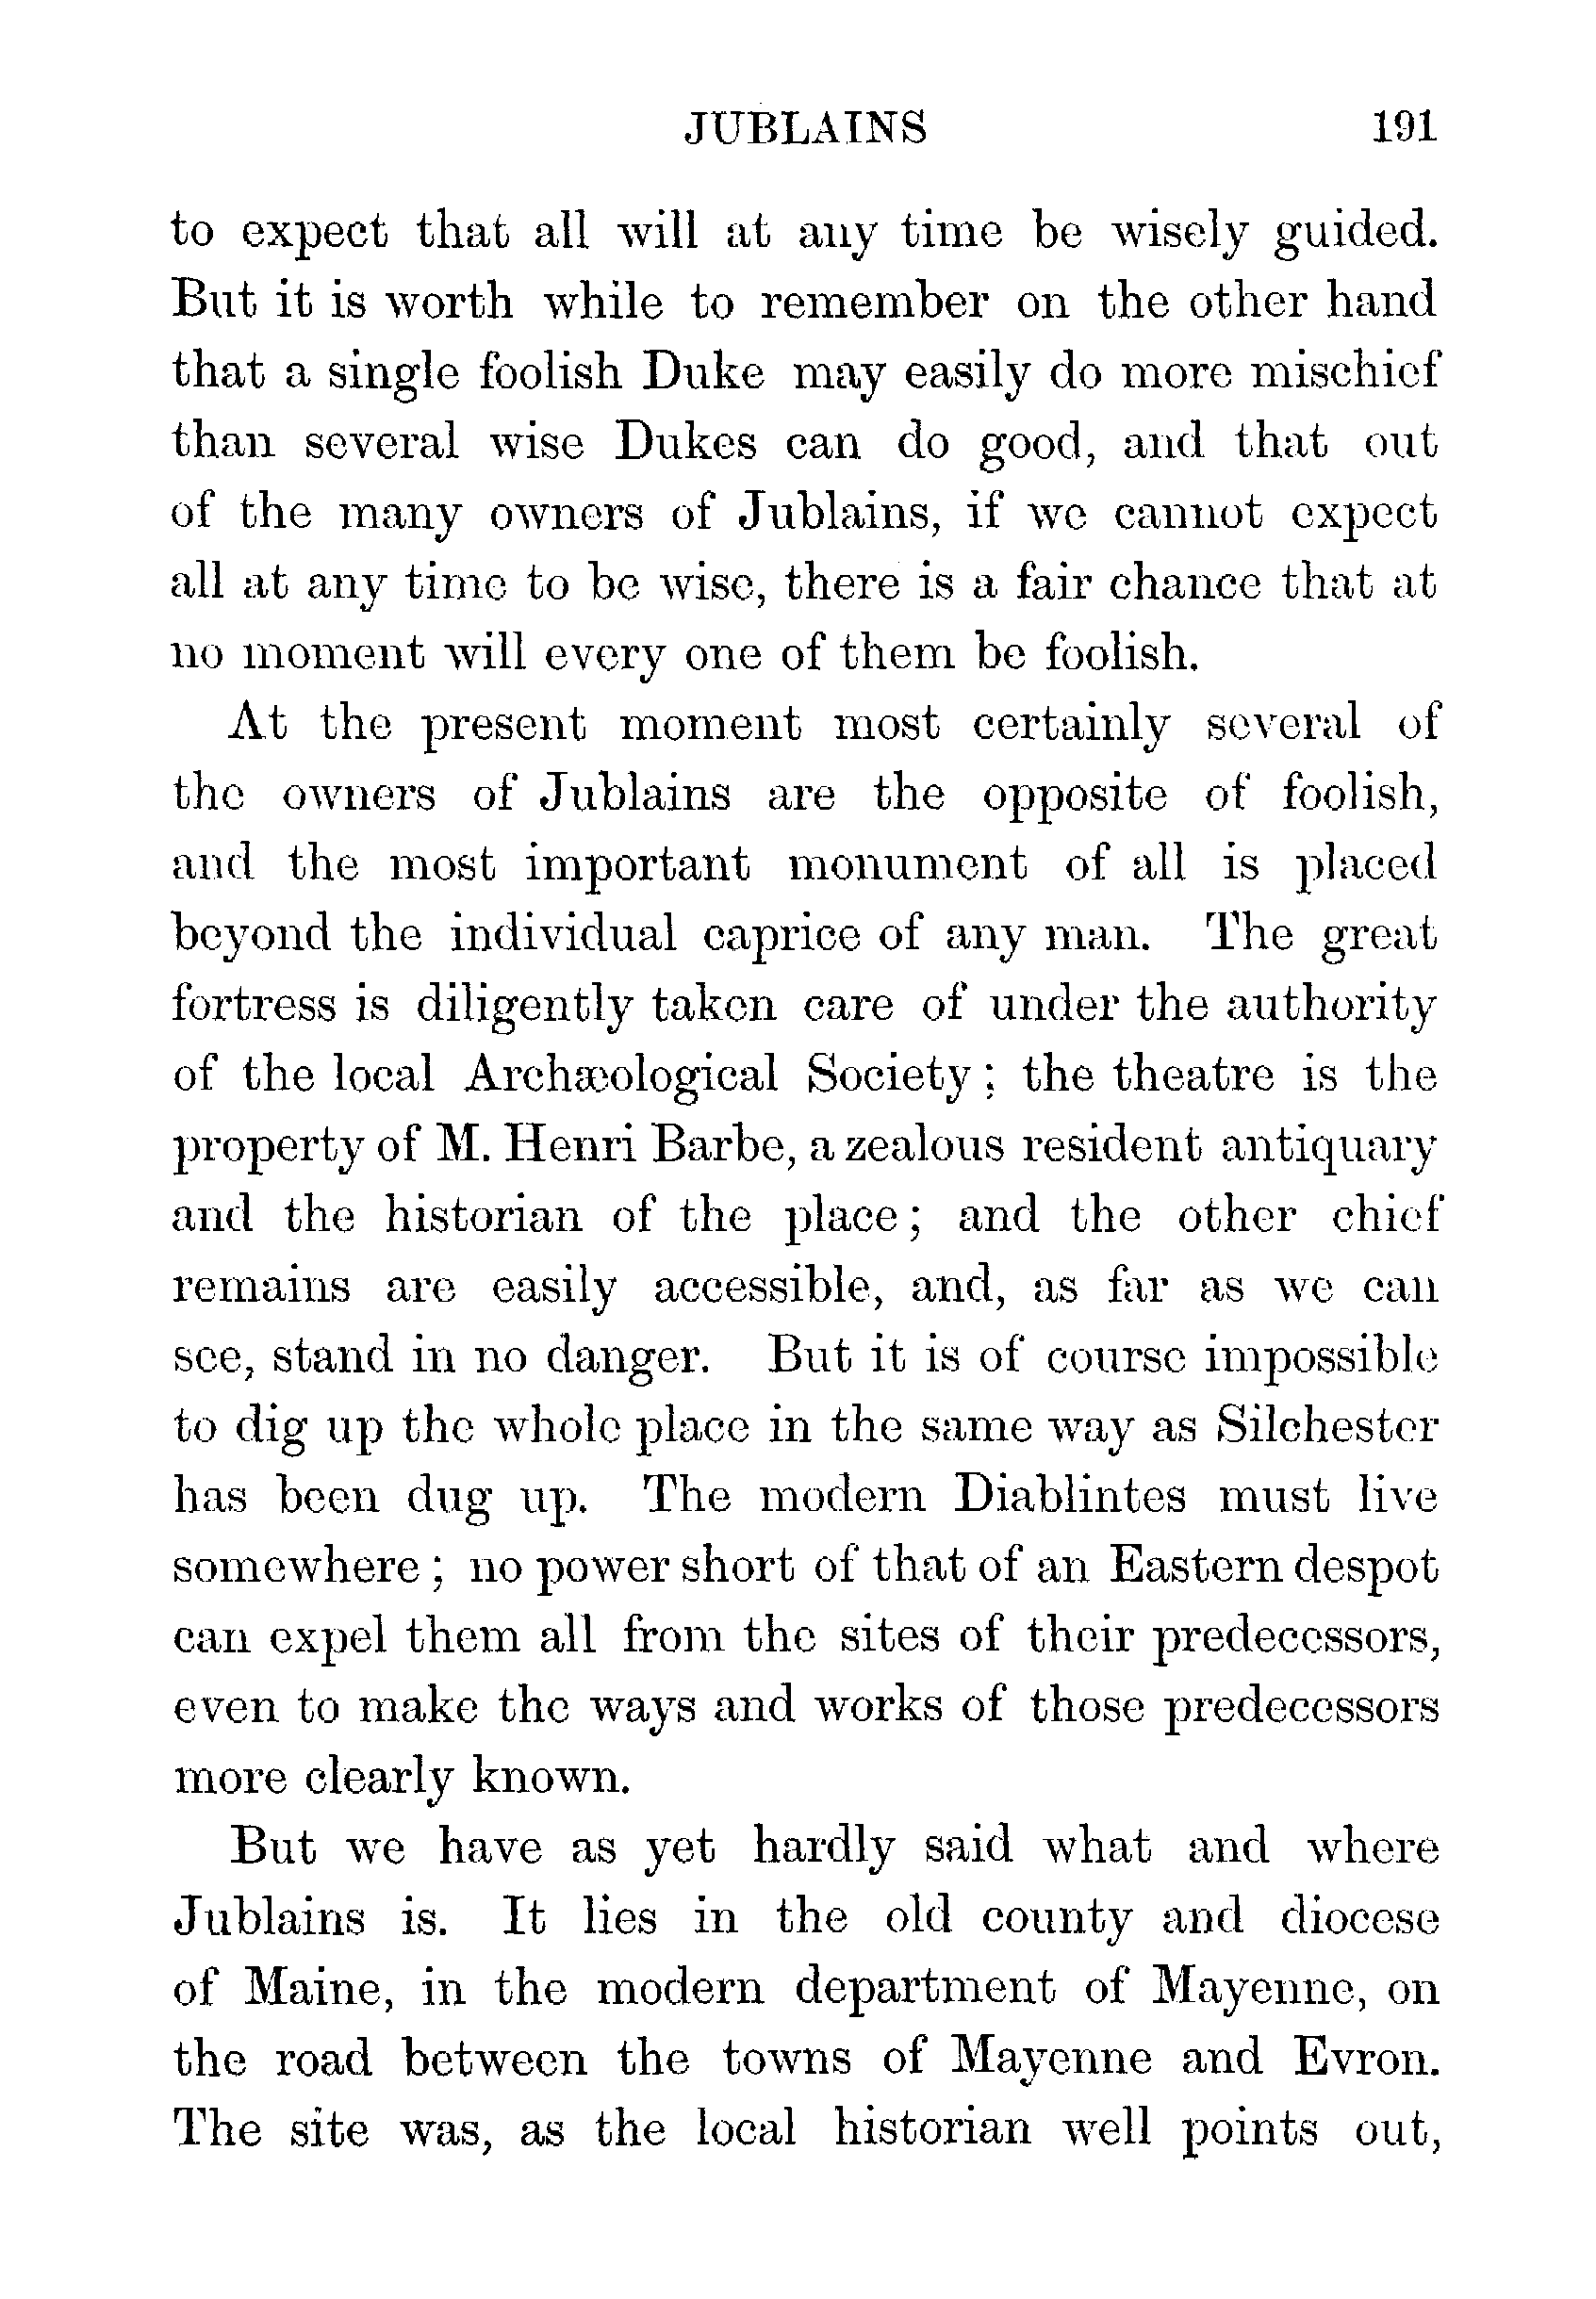 JUBLAINS 191
to expect that all will at any time be wisely guided.
But it is worth while to remember on the other hand
that a single foolish Duke may easily do more mischief
than several wise Dukes can do good, and that out
of the many owners of Jublains, if we cannot expect
all at any time to be wise, there is a fair chance that at
no moment will every one of them be foolish.
At the present moment most certainly several of
the owners of Jublains are the opposite of foolish,
and the most important monument of all is placed
beyond the individual caprice of any man. The great
fortress is diligently taken care of under the authority
of the local Archæological Society; the theatre is the
property of M. Henri Barbe, a zealous resident antiquary
and the historian of the place; and the other chief
remains are easily accessible, and, as far as we can
see, stand in no danger. But it is of course impossible
to dig up the whole place in the same way as Silchester
has been dug up. The modern Diablintes must live
somewhere; no power short of that of an Eastern despot
can expel them all from the sites of their predecessors,
even to make the ways and works of those predecessors
more clearly known.
But we have as yet hardly said what and where
Jublains is. It lies in the old county and diocese
of Maine, in the modern department of Mayenne, on
the road between the towns of Mayenne and Evron.
The site was, as the local historian well points out,